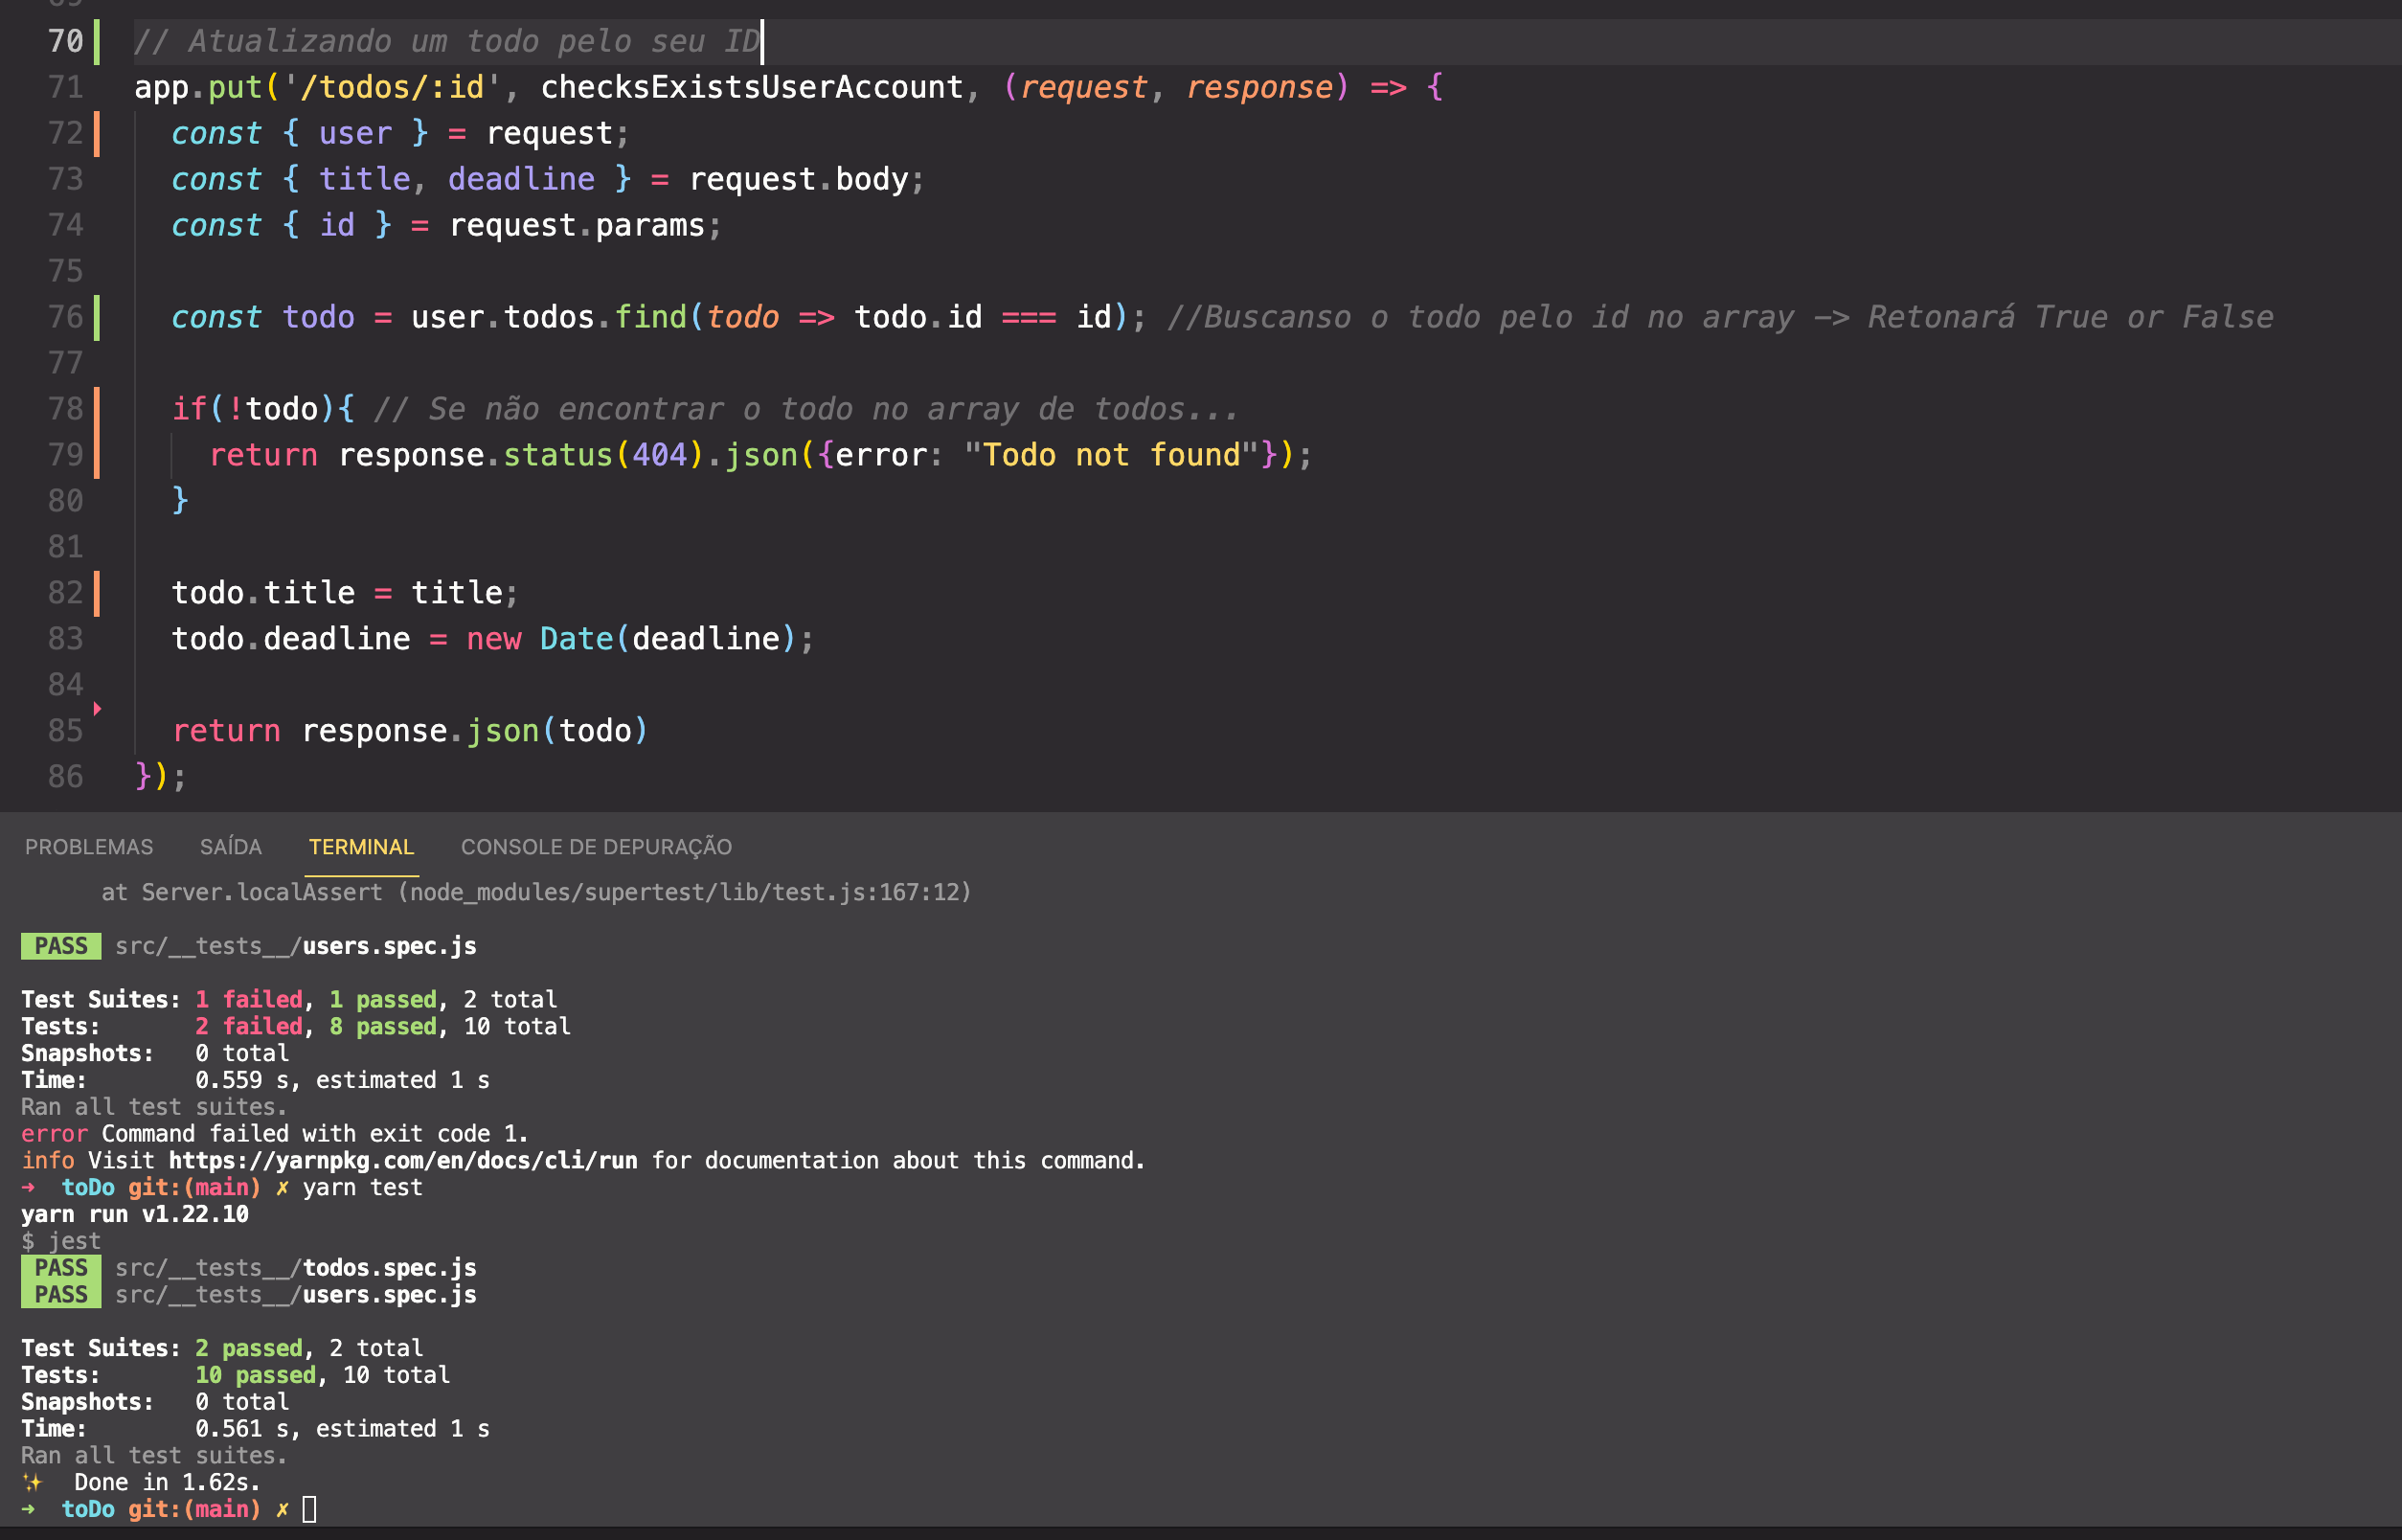 70 // Atualizando um todo pelo seu ID
71 app.put('/todos/:id', checksExistsUserAccount, (request, response) => {
72 const { user } = request;
73 const { title, deadline } = request.body;
74 const { id } = request.params;
75
76 const todo = user.todos.find(todo => todo.id === id); //Buscanso o todo pelo id no array —> Retonará True or False
77
78 if(!todo){ // Se não encontrar o todo no array de todos...
79 return response.status(404).json({error: "Todo not found"});
80 }
81
82 todo.title = title;
83 todo.deadline = new Date(deadline);
84
85 return response.json(todo)
86 });
PROBLEMAS SAÍDA TERMINAL CONSOLE DE DEPURAÇÃO
at Server.localAssert (node_modules/supertest/lib/test.js:167:12)
PASS src/__tests__/users.spec.js
Test Suites: 1 failed, 1 passed, 2 total
Tests: 2 failed, 8 passed, 10 total
Snapshots: 0 total
Time: 0.559 s, estimated 1 s
Ran all test suites.
error Command failed with exit code 1.
info Visit https://yarnpkg.com/en/docs/cli/run for documentation about this command.
➜ toDo git:(main) ✗ yarn test
yarn run v1.22.10
$ jest
PASS src/__tests__/todos.spec.js
PASS src/__tests__/users.spec.js
Test Suites: 2 passed, 2 total
Tests: 10 passed, 10 total
Snapshots: 0 total
Time: 0.561 s, estimated 1 s
Ran all test suites.
✨ Done in 1.62s.
➜ toDo git:(main) ✗